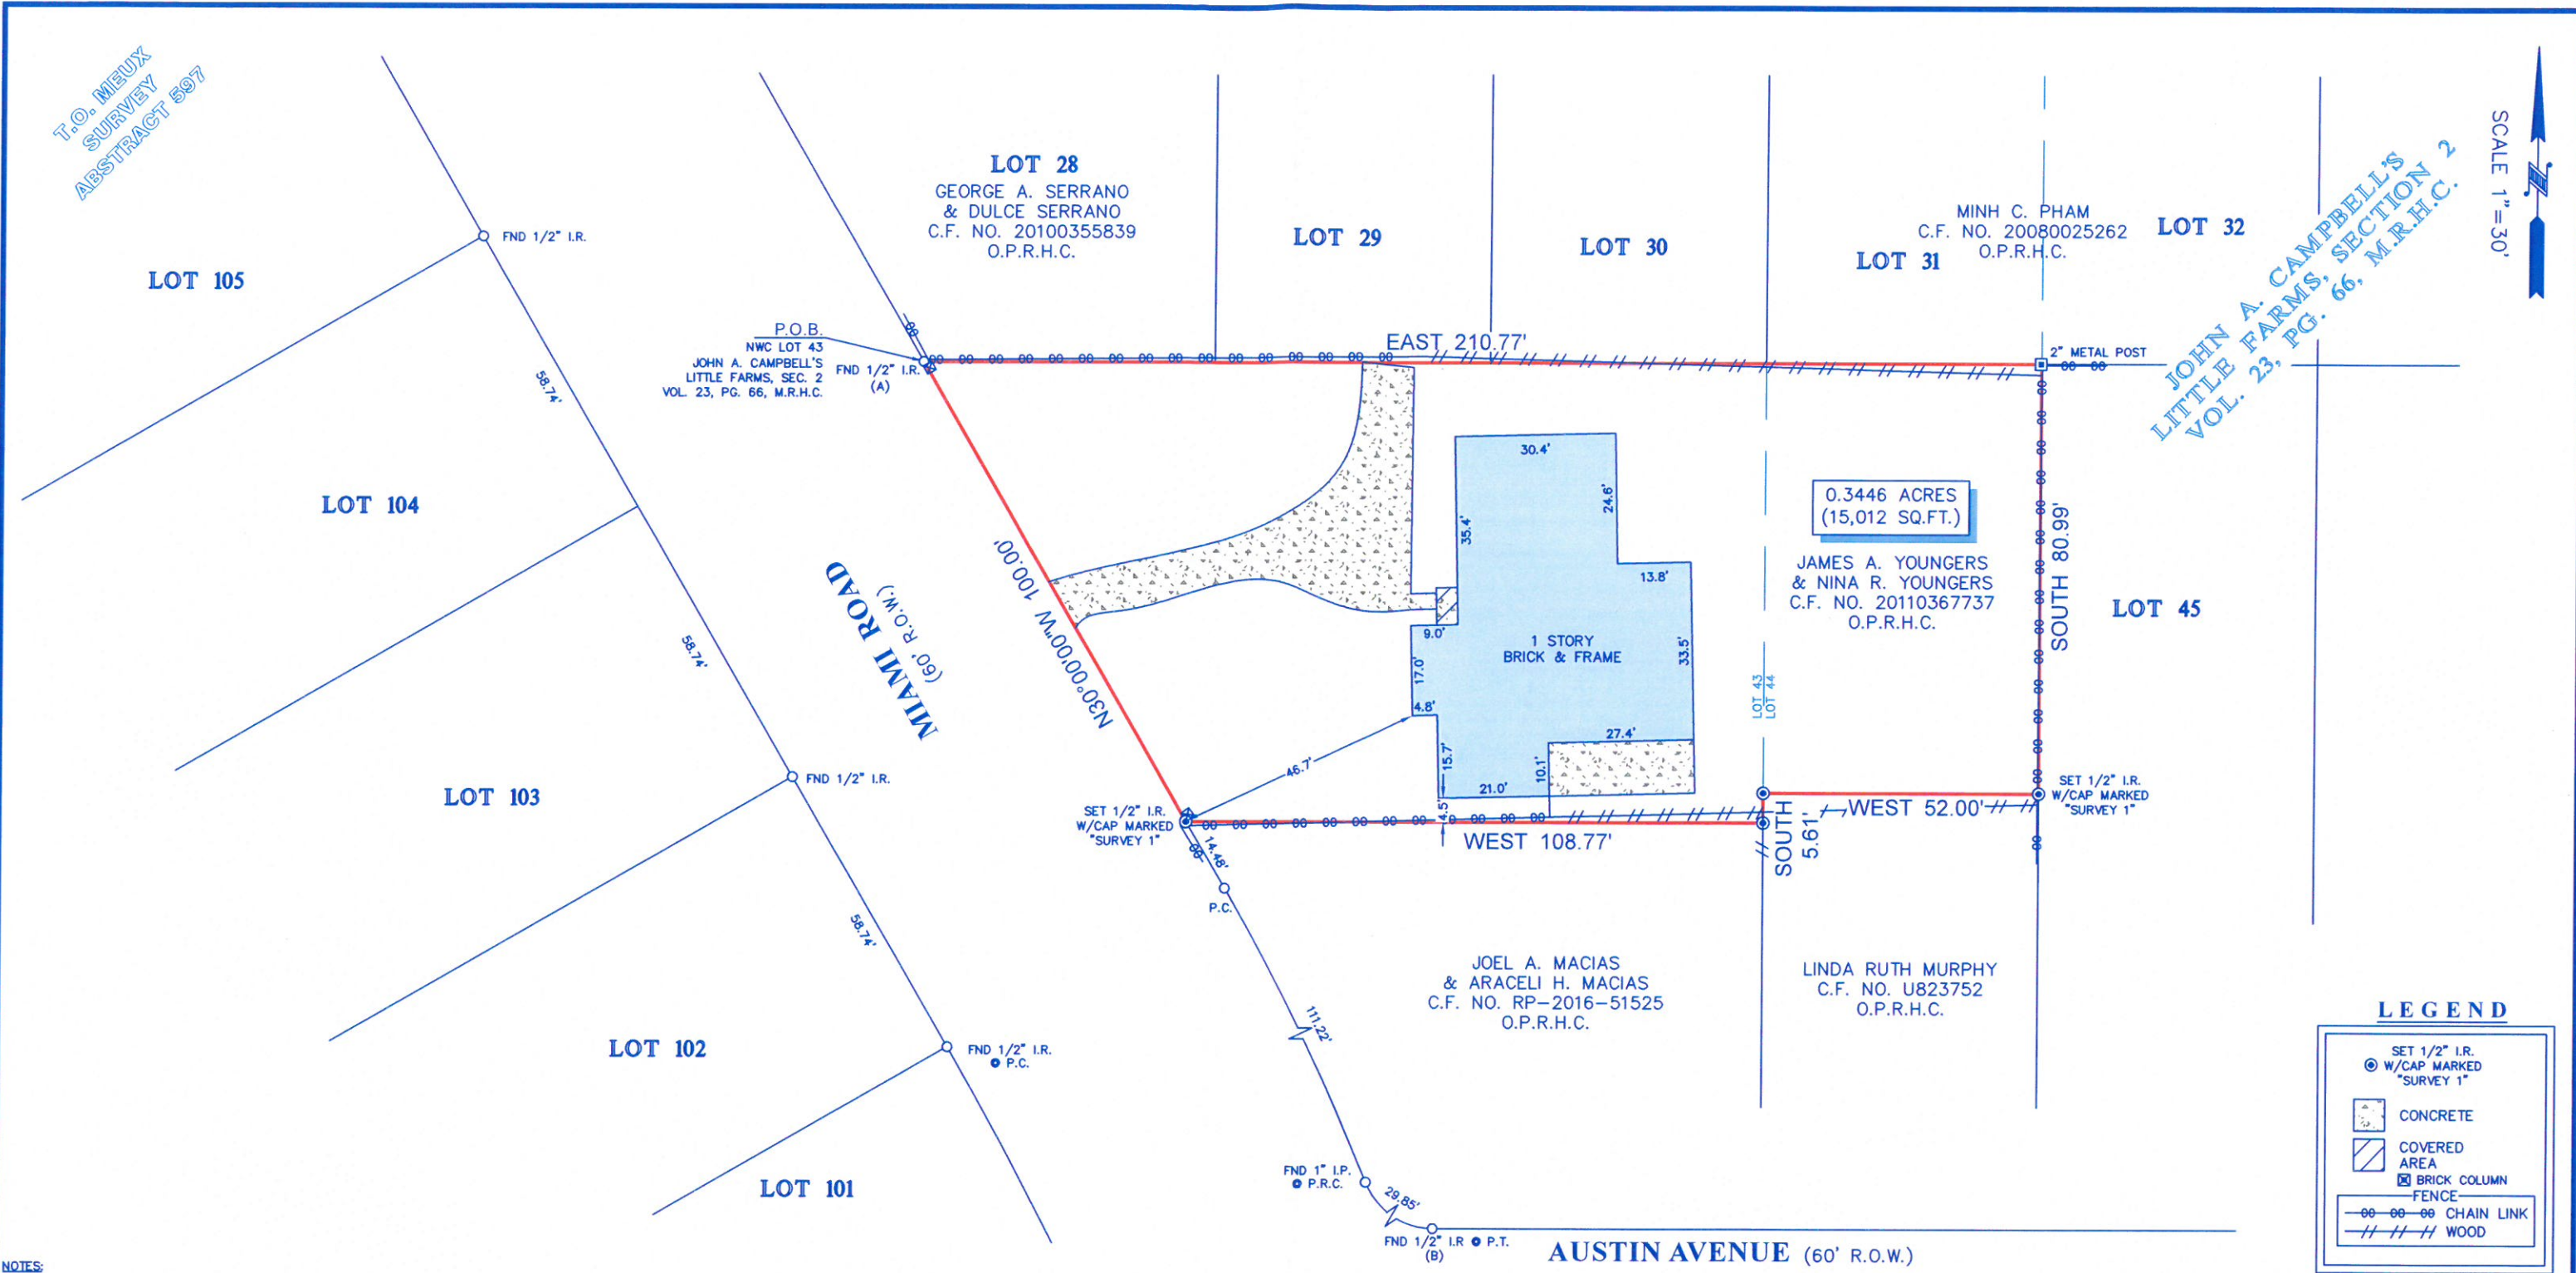 T.O. MEUX
SURVEY
ABSTRACT 597
LOT 105
FND 1/2" I.R.
LOT 104
58.74'
LOT 103
58.74'
FND 1/2" I.R.
LOT 102
58.74'
FND 1/2" I.R.
P.C.
LOT 101
MIAMI ROAD
(60' R.O.W.)
P.O.B.
NWC LOT 43
JOHN A. CAMPBELL'S
LITTLE FARMS, SEC. 2
VOL. 23, PG. 66, M.R.H.C.
FND 1/2" I.R.
(A)
LOT 28
GEORGE A. SERRANO
& DULCE SERRANO
C.F. NO. 20100355839
O.P.R.H.C.
LOT 29
LOT 30
LOT 31
MINH C. PHAM
C.F. NO. 20080025262
O.P.R.H.C.
LOT 32
JOHN A. CAMPBELL'S
LITTLE FARMS, SECTION 2
VOL. 23, PG. 66, M.R.H.C.
SCALE 1"=30'
EAST 210.77'
2" METAL POST
N30°00'00"W 100.00'
30.4'
24.6'
35.4'
13.8'
9.0'
1 STORY
BRICK & FRAME
33.5'
17.0'
4.8'
46.7'
15.7'
27.4'
10.1'
21.0'
4.5'
0.3446 ACRES
(15,012 SQ.FT.)
JAMES A. YOUNGERS
& NINA R. YOUNGERS
C.F. NO. 20110367737
O.P.R.H.C.
LOT 43
LOT 44
SOUTH 80.99'
LOT 45
SET 1/2" I.R.
W/CAP MARKED
"SURVEY 1"
WEST 52.00'
SOUTH
5.61'
WEST 108.77'
SET 1/2" I.R.
W/CAP MARKED
"SURVEY 1"
14.48'
P.C.
111.22'
JOEL A. MACIAS
& ARACELI H. MACIAS
C.F. NO. RP-2016-51525
O.P.R.H.C.
LINDA RUTH MURPHY
C.F. NO. U823752
O.P.R.H.C.
FND 1" I.P.
P.R.C.
29.85'
FND 1/2" I.R P.T.
(B)
AUSTIN AVENUE (60' R.O.W.)
LEGEND
SET 1/2" I.R.
W/CAP MARKED
"SURVEY 1"
CONCRETE
COVERED
AREA
BRICK COLUMN
FENCE
CHAIN LINK
WOOD
NOTES: